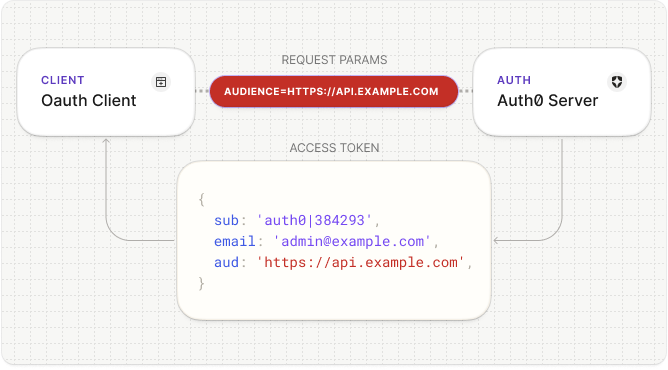 REQUEST PARAMS
CLIENT
Oauth Client
AUDIENCE=HTTPS://API.EXAMPLE.COM
AUTH
Auth0 Server
ACCESS TOKEN
{
sub: 'auth0|384293',
email: 'admin@example.com',
aud: 'https://api.example.com',
}